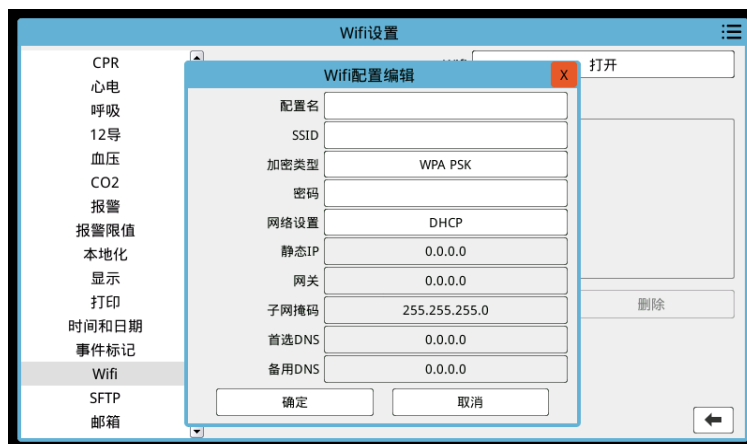 Wifi设置
CPR
心电
呼吸
12导
血压
CO2
报警
报警限值
本地化
显示
打印
时间和日期
事件标记
Wifi
SFTP
邮箱
打开
删除
Wifi配置编辑
X
配置名
SSID
加密类型 WPA PSK
密码
网络设置 DHCP
静态IP 0.0.0.0
网关 0.0.0.0
子网掩码 255.255.255.0
首选DNS 0.0.0.0
备用DNS 0.0.0.0
确定 取消